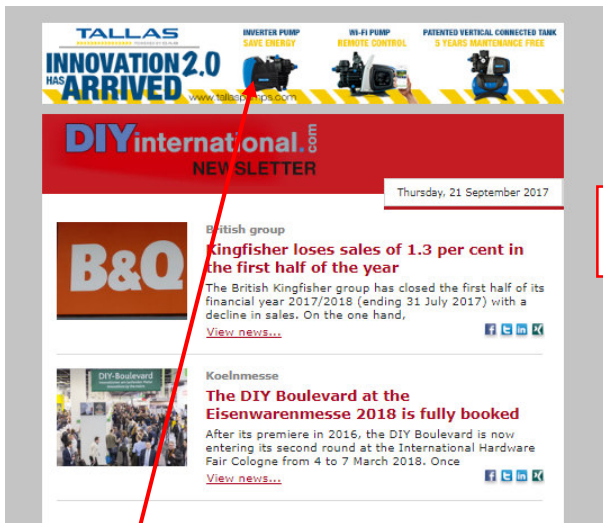 TALLAS
INVERTER PUMP
SAVE ENERGY
WI-FI PUMP
REMOTE CONTROL
PATENTED VERTICAL CONNECTED TANK
5 YEARS MAINTENANCE FREE
INNOVATION 2.0
HAS ARRIVED
www.tallaspumps.com
DIYinternational.com
NEWSLETTER
Thursday, 21 September 2017
B&Q
British group
Kingfisher loses sales of 1.3 per cent in
the first half of the year
The British Kingfisher group has closed the first half of its
financial year 2017/2018 (ending 31 July 2017) with a
decline in sales. On the one hand,
View news...
DIY-Boulevard
Koelnmesse
The DIY Boulevard at the
Eisenwarenmesse 2018 is fully booked
After its premiere in 2016, the DIY Boulevard is now
entering its second round at the International Hardware
Fair Cologne from 4 to 7 March 2018. Once
View news...